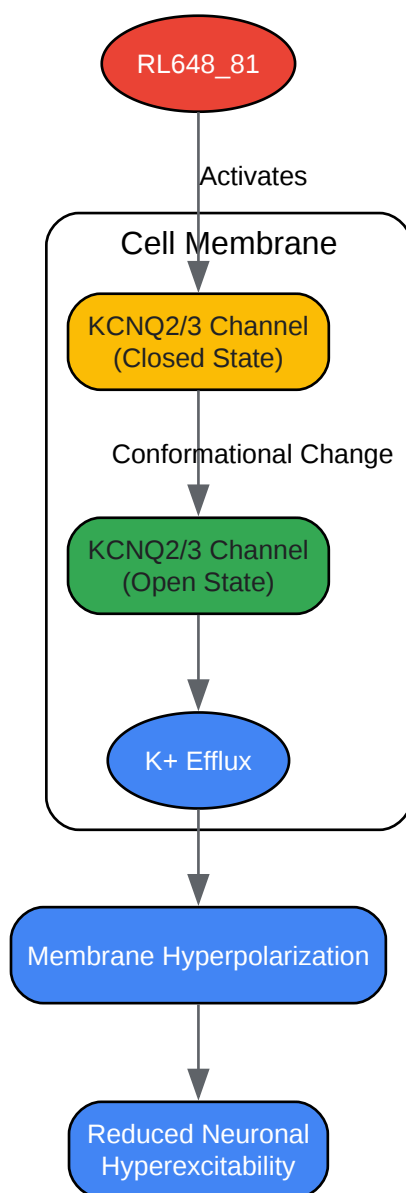 RL648_81
Activates
Cell Membrane
KCNQ2/3 Channel
(Closed State)
Conformational Change
KCNQ2/3 Channel
(Open State)
K+ Efflux
Membrane Hyperpolarization
Reduced Neuronal
Hyperexcitability